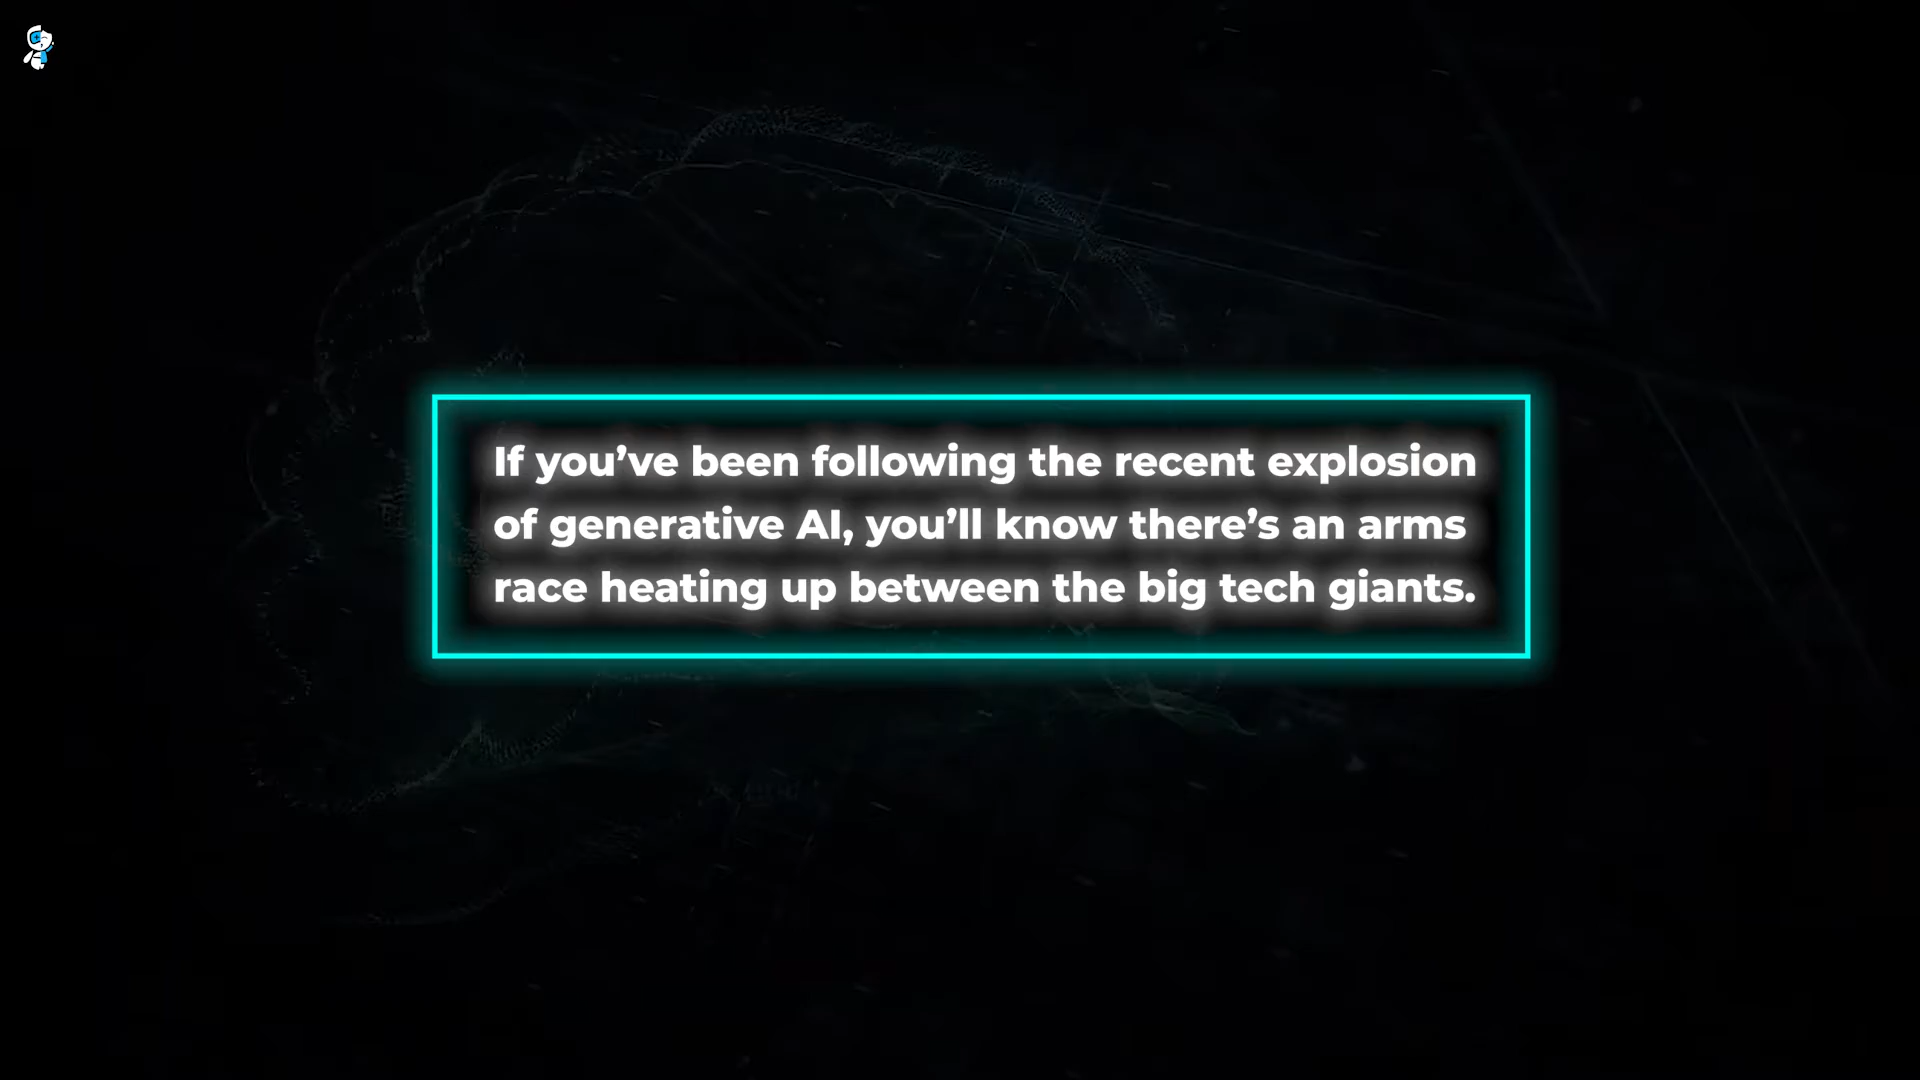 If you’ve been following the recent explosion
of generative AI, you’ll know there’s an arms
race heating up between the big tech giants.